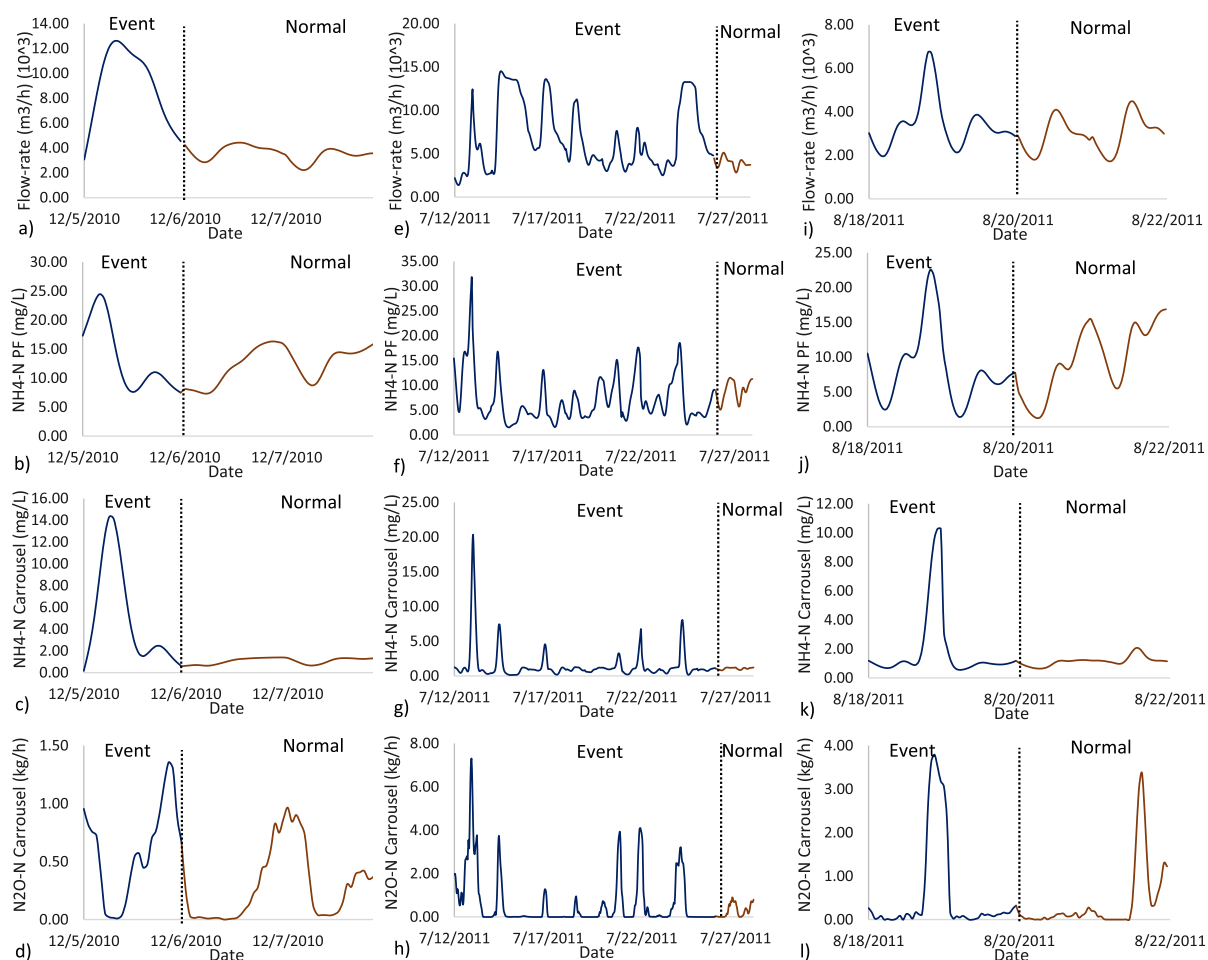 Flow-rate (m3/h) (10^3)
14.00
12.00
10.00
8.00
6.00
4.00
2.00
0.00
Event
Normal
12/5/2010 12/6/2010 12/7/2010
Date
a)
Flow-rate (m3/h) (10^3)
20.00
15.00
10.00
5.00
0.00
Event
Normal
7/12/2011 7/17/2011 7/22/2011 7/27/2011
Date
e)
Flow-rate (m3/h) (10^3)
8.00
6.00
4.00
2.00
0.00
Event
Normal
8/18/2011 8/20/2011 8/22/2011
Date
i)
NH4-N PF (mg/L)
30.00
25.00
20.00
15.00
10.00
5.00
0.00
Event
Normal
12/5/2010 12/6/2010 12/7/2010
Date
b)
NH4-N PF (mg/L)
35.00
30.00
25.00
20.00
15.00
10.00
5.00
0.00
Event
Normal
7/12/2011 7/17/2011 7/22/2011 7/27/2011
Date
f)
NH4-N PF (mg/L)
25.00
20.00
15.00
10.00
5.00
0.00
Event
Normal
8/18/2011 8/20/2011 8/22/2011
Date
j)
NH4-N Carrousel (mg/L)
16.00
14.00
12.00
10.00
8.00
6.00
4.00
2.00
0.00
Event
Normal
12/5/2010 12/6/2010 12/7/2010
Date
c)
NH4-N Carrousel (mg/L)
25.00
20.00
15.00
10.00
5.00
0.00
Event
Normal
7/12/2011 7/17/2011 7/22/2011 7/27/2011
Date
g)
NH4-N Carrousel (mg/L)
12.00
10.00
8.00
6.00
4.00
2.00
0.00
Event
Normal
8/18/2011 8/20/2011 8/22/2011
Date
k)
N2O-N Carrousel (kg/h)
1.50
1.00
0.50
0.00
Event
Normal
12/5/2010 12/6/2010 12/7/2010
Date
d)
N2O-N Carrousel (kg/h)
8.00
6.00
4.00
2.00
0.00
Event
Normal
7/12/2011 7/17/2011 7/22/2011 7/27/2011
Date
h)
N2O-N Carrousel (kg/h)
4.00
3.00
2.00
1.00
0.00
Event
Normal
8/18/2011 8/20/2011 8/22/2011
Date
l)